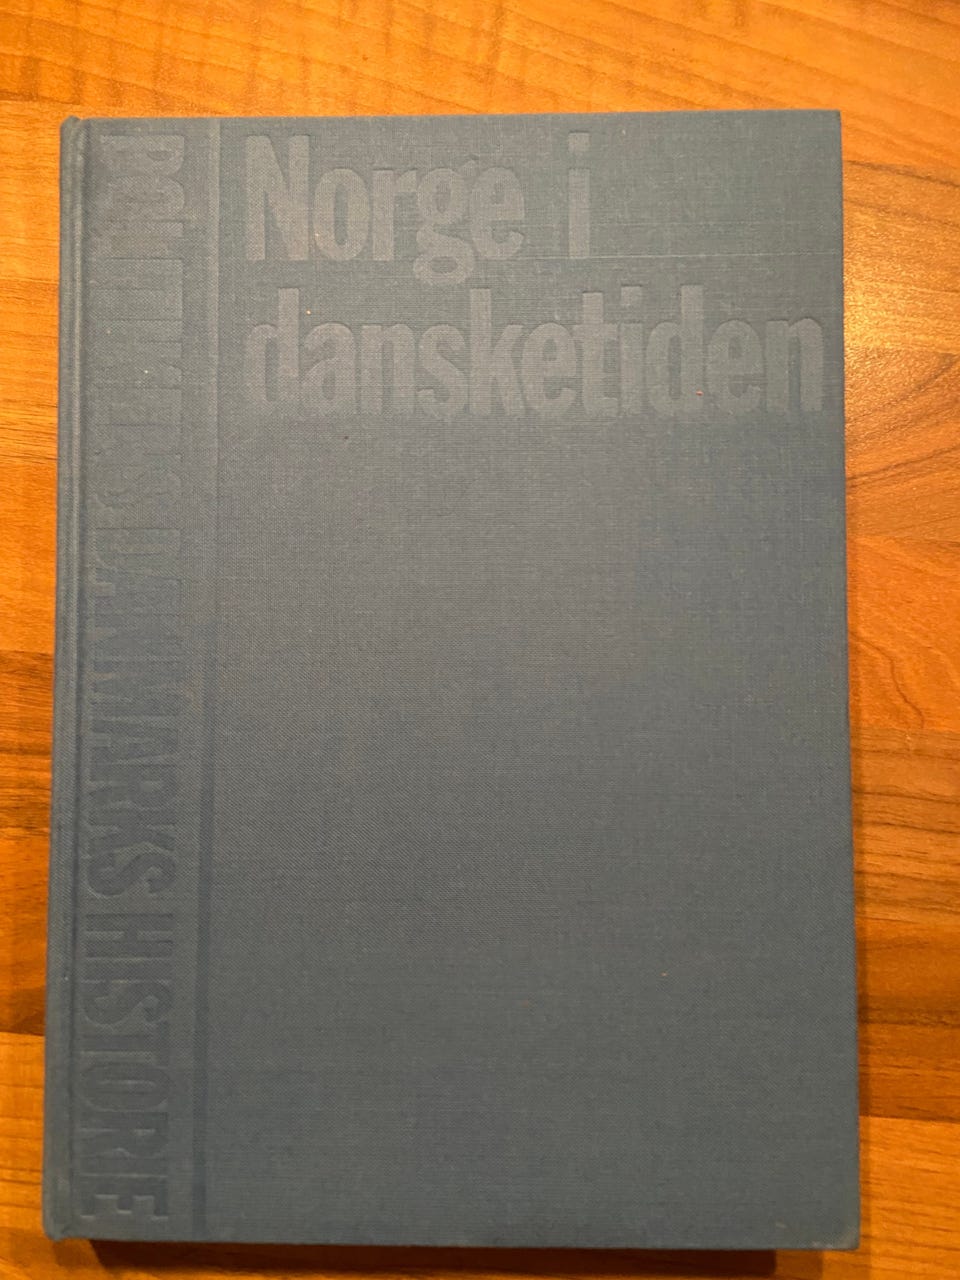 Norge i
dansketiden
POLITIKENS DANMARKSHISTORIE